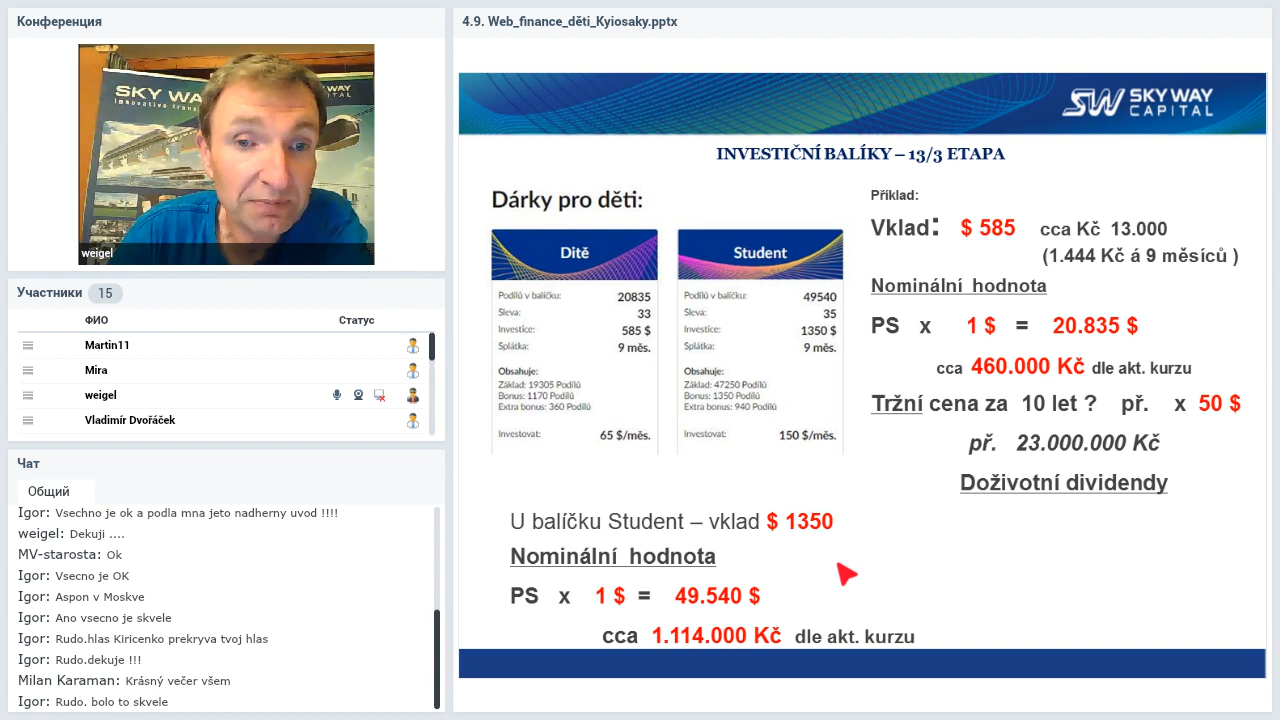 Конференция
SKY WA
innovative trans
WAY
CAPITAL
weigel
Участники 15
ФИО Статус
Martin11
Mira
weigel
Vladimír Dvořáček
Чат
Общий
Igor: Vsechno je ok a podla mna jeto nadherny uvod !!!!
weigel: Dekuji ....
MV-starosta: Ok
Igor: Vsecno je OK
Igor: Aspon v Moskve
Igor: Ano vsecno je skvele
Igor: Rudo.hlas Kiricenko prekryva tvoj hlas
Igor: Rudo.dekuje !!!
Milan Karaman: Krásný večer všem
Igor: Rudo. bolo to skvele
4.9. Web_finance_děti_Kyiosaky.pptx
SW SKY WAY
CAPITAL
INVESTIČNÍ BALÍKY – 13/3 ETAPA
Dárky pro děti:
Dítě
Podílů v balíčku: 20835
Sleva: 33
Investice: 585 $
Splátka: 9 měs.
Obsahuje:
Základ: 19305 Podílů
Bonus: 1170 Podílů
Extra bonus: 360 Podílů
Investovat: 65 $/měs.
Student
Podílů v balíčku: 49540
Sleva: 35
Investice: 1350 $
Splátka: 9 měs.
Obsahuje:
Základ: 47250 Podílů
Bonus: 1350 Podílů
Extra bonus: 940 Podílů
Investovat: 150 $/měs.
Příklad:
Vklad: $ 585 cca Kč 13.000
(1.444 Kč á 9 měsíců )
Nominální hodnota
PS x 1 $ = 20.835 $
cca 460.000 Kč dle akt. kurzu
Tržní cena za 10 let ? př. x 50 $
př. 23.000.000 Kč
Doživotní dividendy
U balíčku Student – vklad $ 1350
Nominální hodnota
PS x 1 $ = 49.540 $
cca 1.114.000 Kč dle akt. kurzu